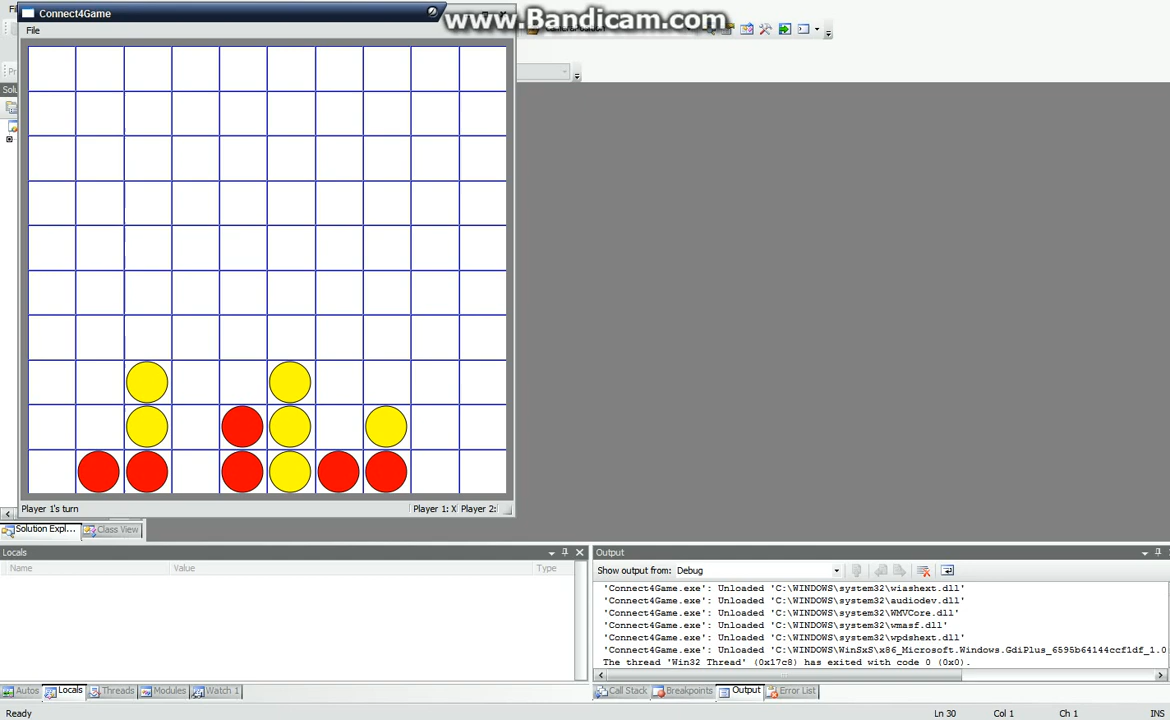 Connect4Game
www.Bandicam.com
File
Solu
Player 1's turn
Player 1: X
Player 2:
Solution Expl...
Class View
Locals
Name
Value
Type
Autos
Locals
Threads
Modules
Watch 1
Output
Show output from:
Debug
'Connect4Game.exe': Unloaded 'C:\WINDOWS\system32\wiashext.dll'
'Connect4Game.exe': Unloaded 'C:\WINDOWS\system32\audiodev.dll'
'Connect4Game.exe': Unloaded 'C:\WINDOWS\system32\WMVCore.dll'
'Connect4Game.exe': Unloaded 'C:\WINDOWS\system32\wmasf.dll'
'Connect4Game.exe': Unloaded 'C:\WINDOWS\system32\wpdshext.dll'
'Connect4Game.exe': Unloaded 'C:\WINDOWS\WinSxS\x86_Microsoft.Windows.GdiPlus_6595b64144ccf1df_1.0
The thread 'Win32 Thread' (0x17c8) has exited with code 0 (0x0).
Call Stack
Breakpoints
Output
Error List
Ready
Ln 30
Col 1
Ch 1
INS